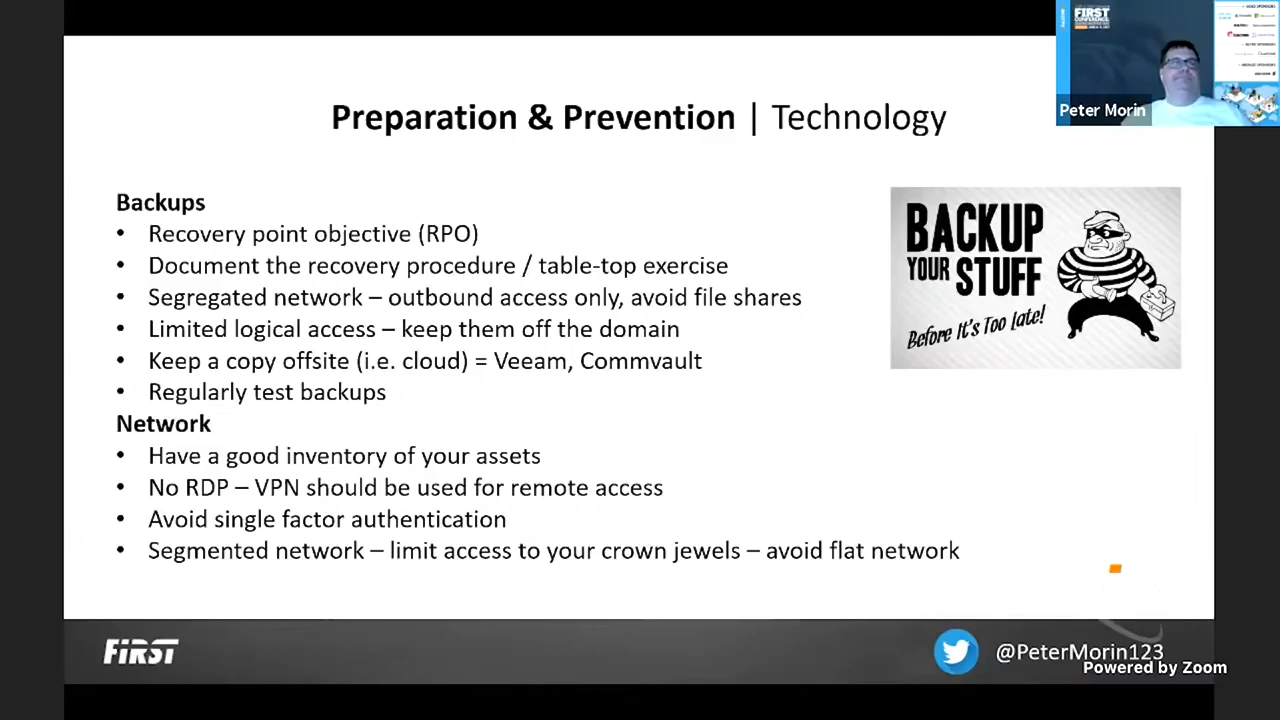 FIRST
CONFERENCE
Peter Morin
Preparation & Prevention | Technology
Backups
• Recovery point objective (RPO)
• Document the recovery procedure / table-top exercise
• Segregated network – outbound access only, avoid file shares
• Limited logical access – keep them off the domain
• Keep a copy offsite (i.e. cloud) = Veeam, Commvault
• Regularly test backups
BACKUP
YOUR STUFF
Before It's Too Late!
Network
• Have a good inventory of your assets
• No RDP – VPN should be used for remote access
• Avoid single factor authentication
• Segmented network – limit access to your crown jewels – avoid flat network
FIRST
@PeterMorin123
Powered by Zoom